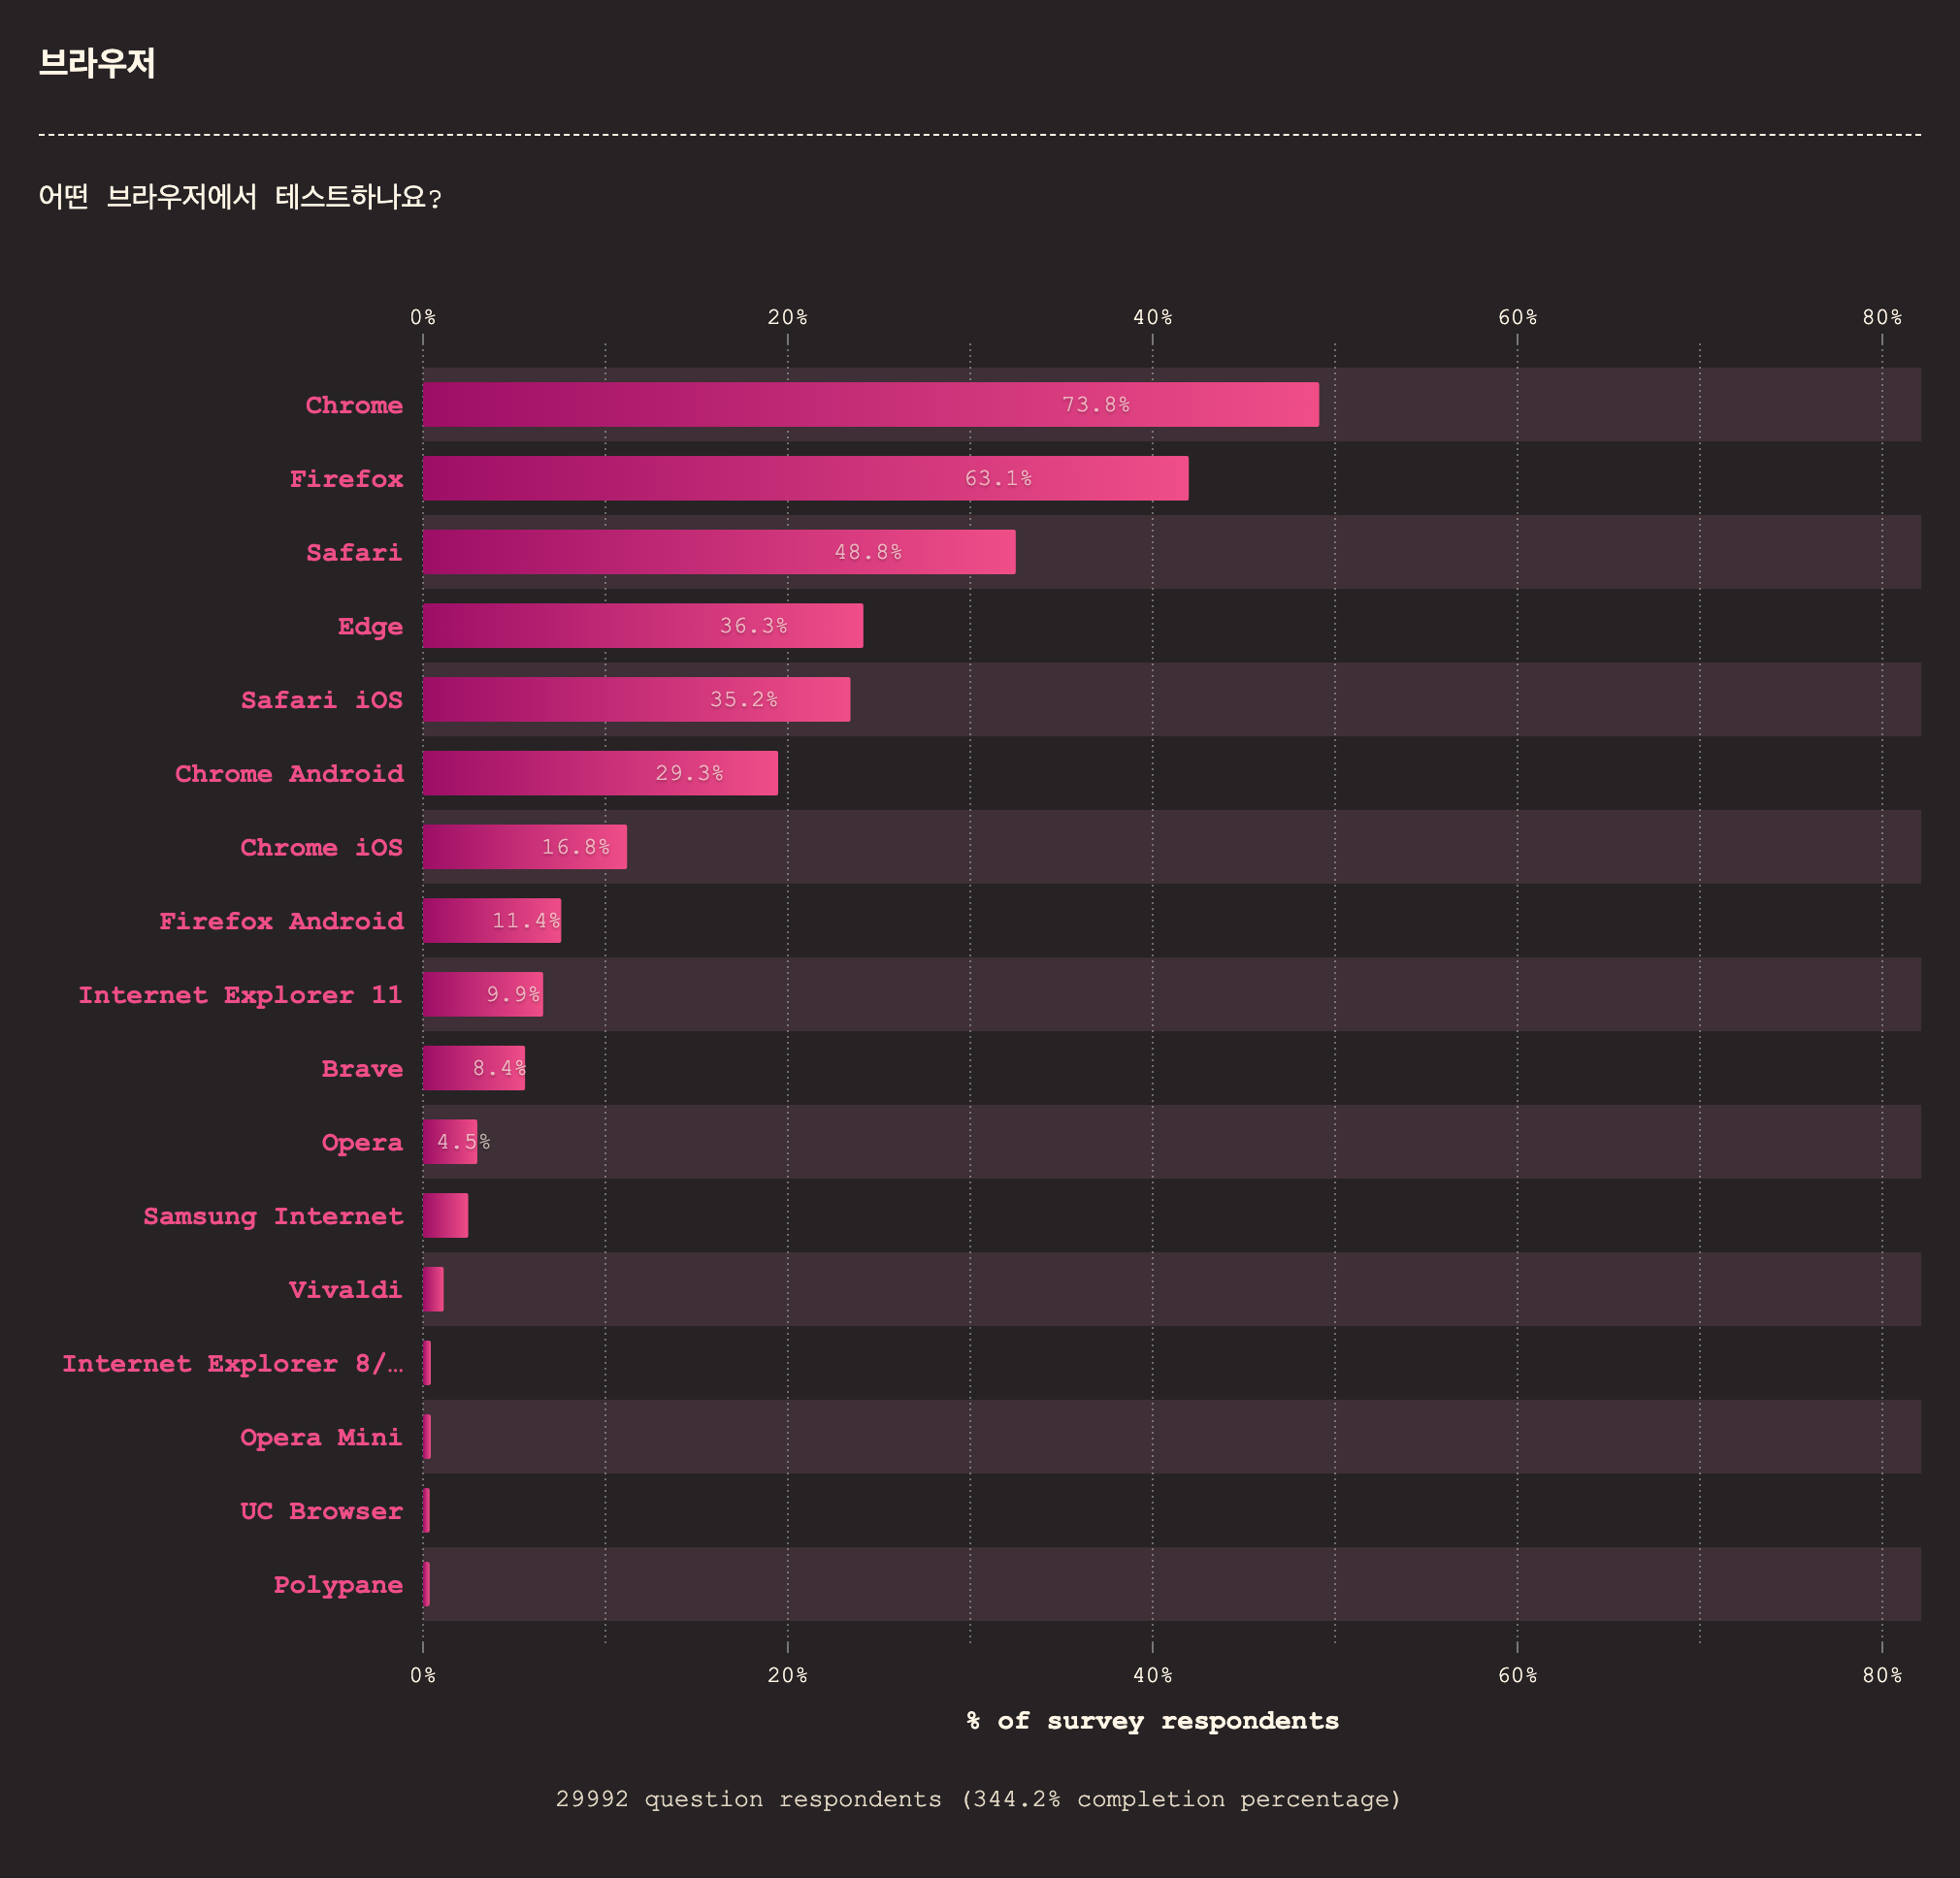 브라우저
어떤 브라우저에서 테스트하나요?
0% 20% 40% 60% 80%
Chrome 73.8%
Firefox 63.1%
Safari 48.8%
Edge 36.3%
Safari iOS 35.2%
Chrome Android 29.3%
Chrome iOS 16.8%
Firefox Android 11.4%
Internet Explorer 11 9.9%
Brave 8.4%
Opera 4.5%
Samsung Internet
Vivaldi
Internet Explorer 8/…
Opera Mini
UC Browser
Polypane
0% 20% 40% 60% 80%
% of survey respondents
29992 question respondents (344.2% completion percentage)